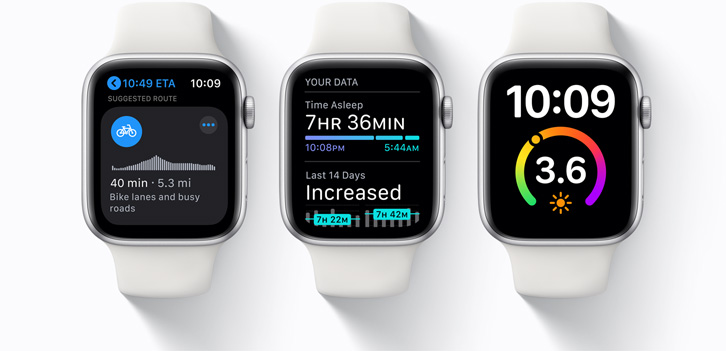 10:49 ETA 10:09
SUGGESTED ROUTE
40 min · 5.3 mi
Bike lanes and busy
roads
YOUR DATA
Time Asleep
7HR 36MIN
10:08PM 5:44AM
Last 14 Days
Increased
7H 22M 7H 42M
10:09
3.6